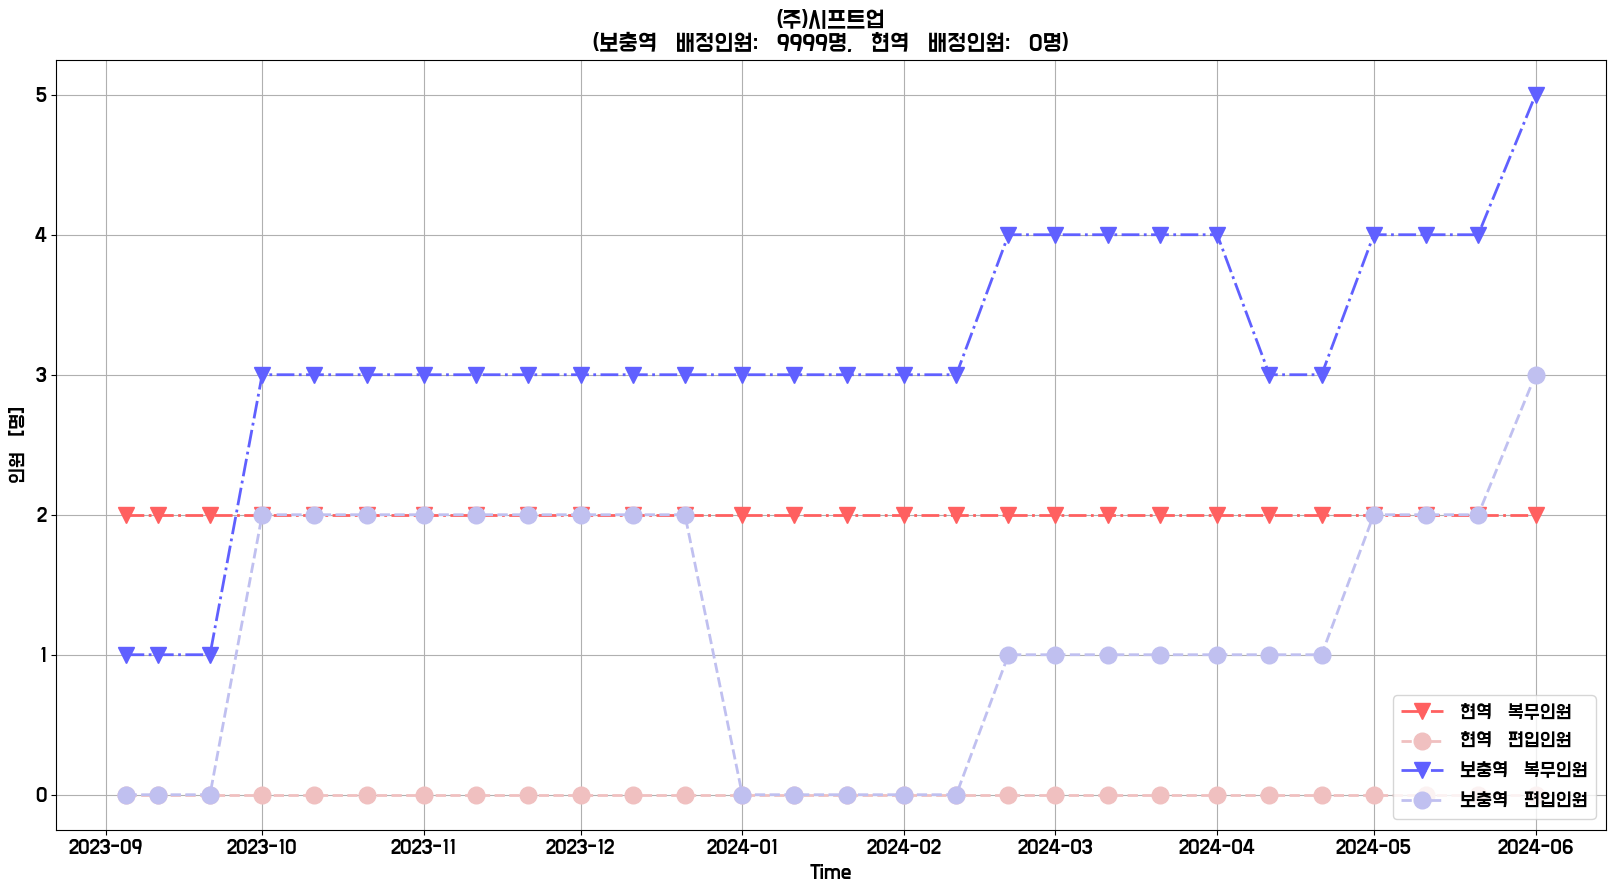 (주)시프트업
(보충역 배정인원: 9999명, 현역 배정인원: 0명)
5
4
3
2
1
0
인원 [명]
현역 복무인원
현역 편입인원
보충역 복무인원
보충역 편입인원
2023-09 2023-10 2023-11 2023-12 2024-01 2024-02 2024-03 2024-04 2024-05 2024-06
Time